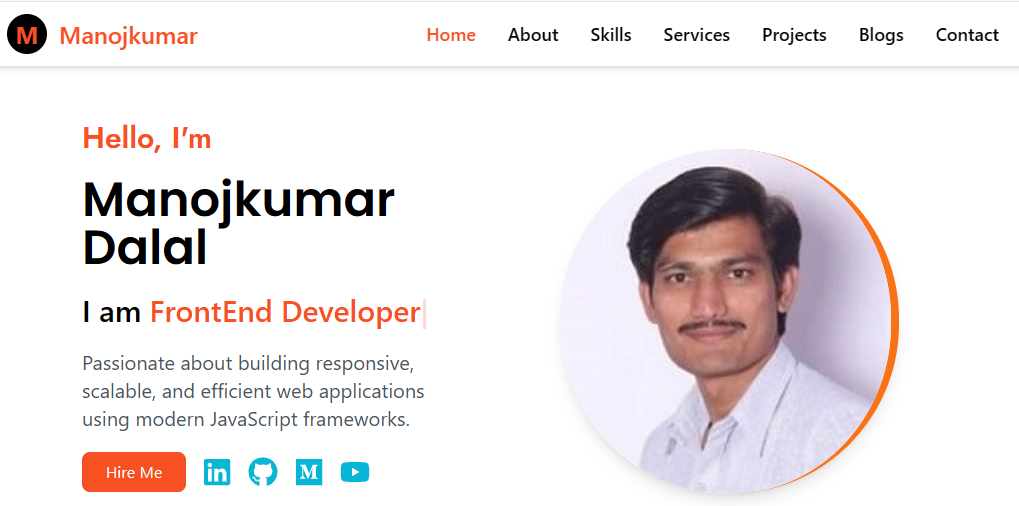 M Manojkumar Home About Skills Services Projects Blogs Contact
Hello, I’m
Manojkumar
Dalal
I am FrontEnd Developer
Passionate about building responsive,
scalable, and efficient web applications
using modern JavaScript frameworks.
Hire Me in M